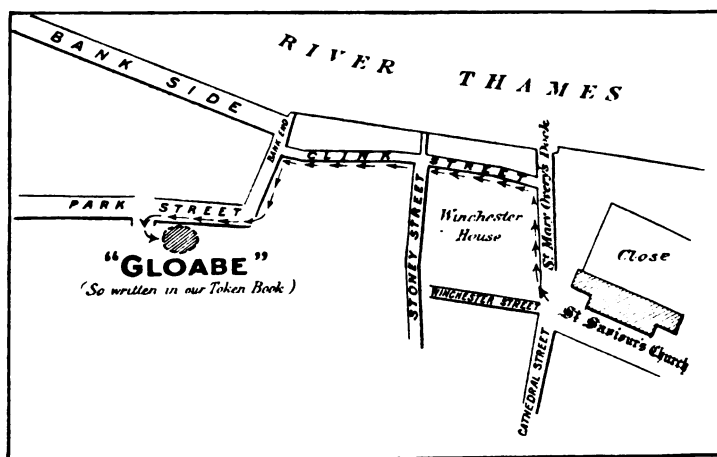 RIVER THAMES
BANK SIDE
BANK END
CLINK STREET
St Mary Overy's Dock
PARK STREET
STONEY STREET
Winchester
House
Close
"GLOABE"
(So written in our Token Book)
WINCHESTER STREET
St Saviour's Church
CATHEDRAL STREET